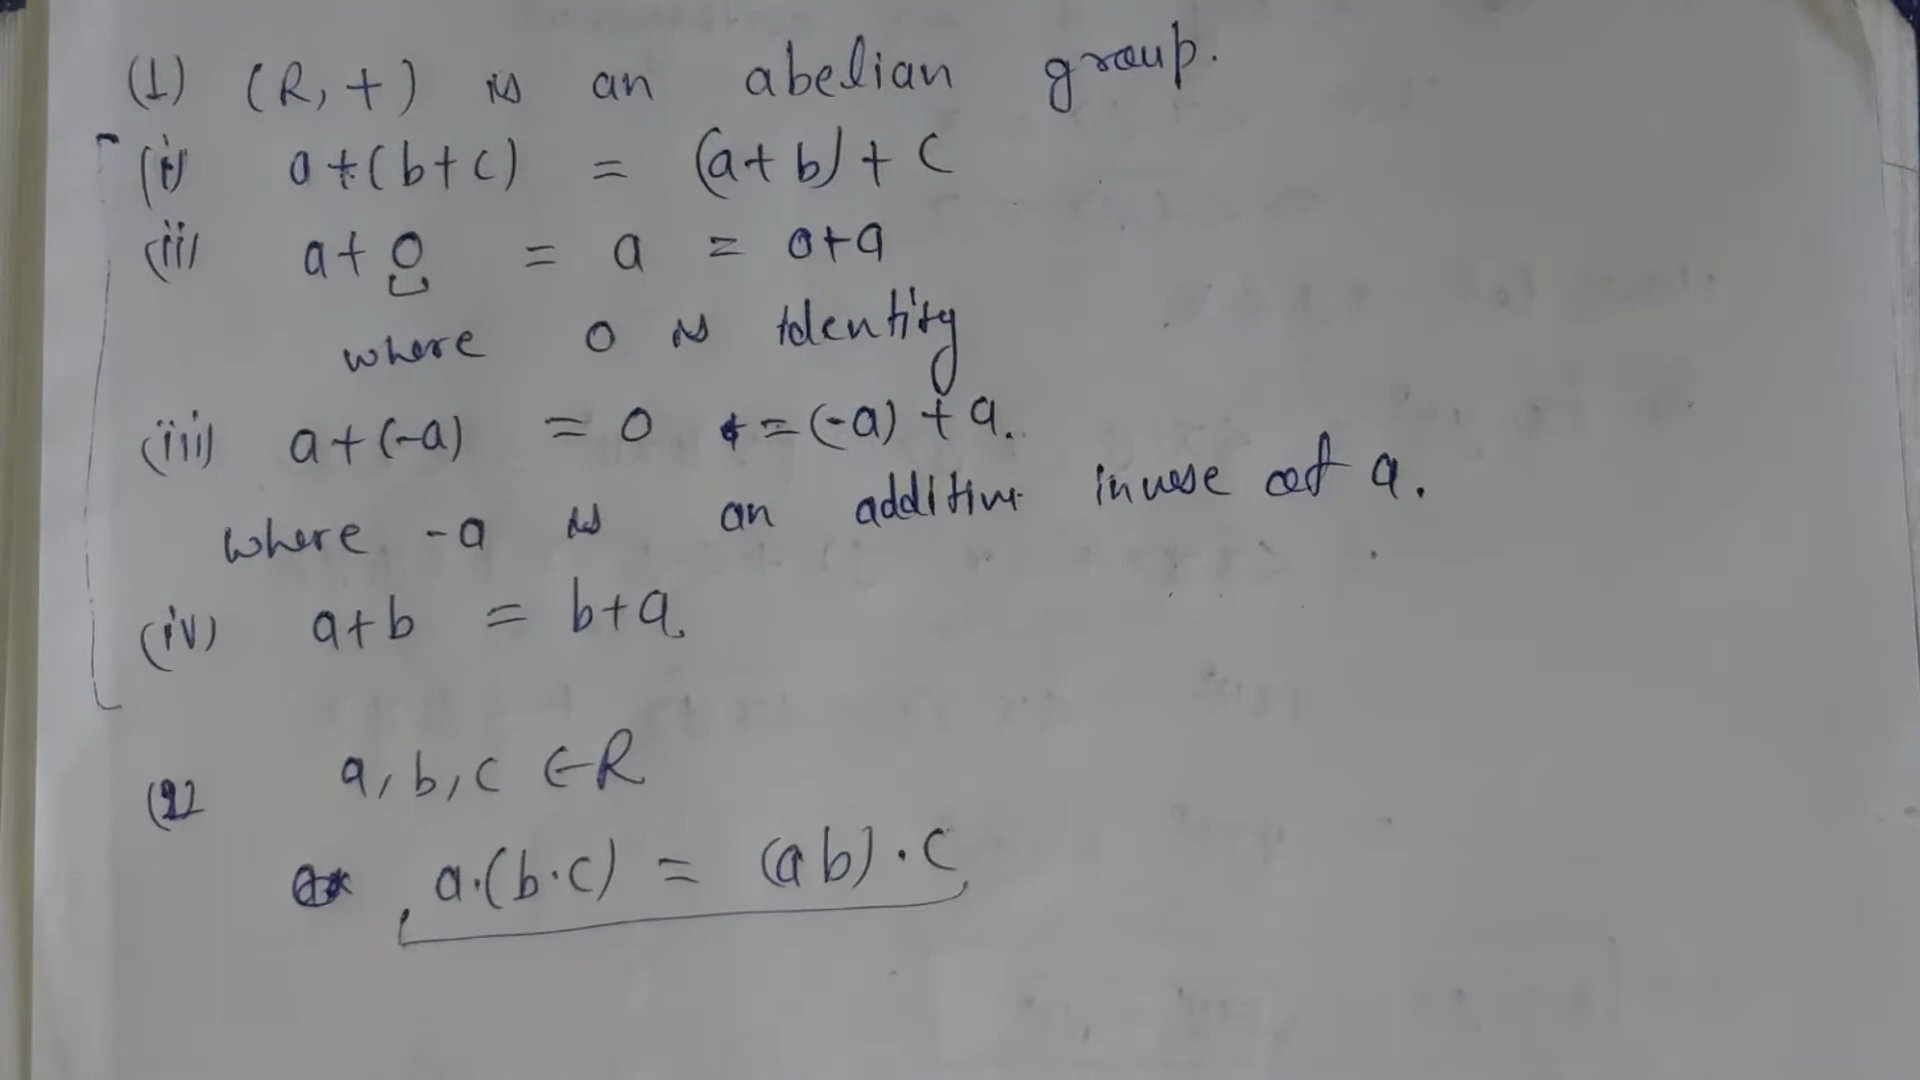 (1) (R, +) is an abelian group.
(i) a+(b+c) = (a+b)+c
(ii) a+0 = a = 0+a
where 0 is identity
(iii) a+(-a) = 0 = (-a)+a.
where -a is an additive inverse of a.
(iv) a+b = b+a
(2) a, b, c ∈ R
a·(b·c) = (ab)·c